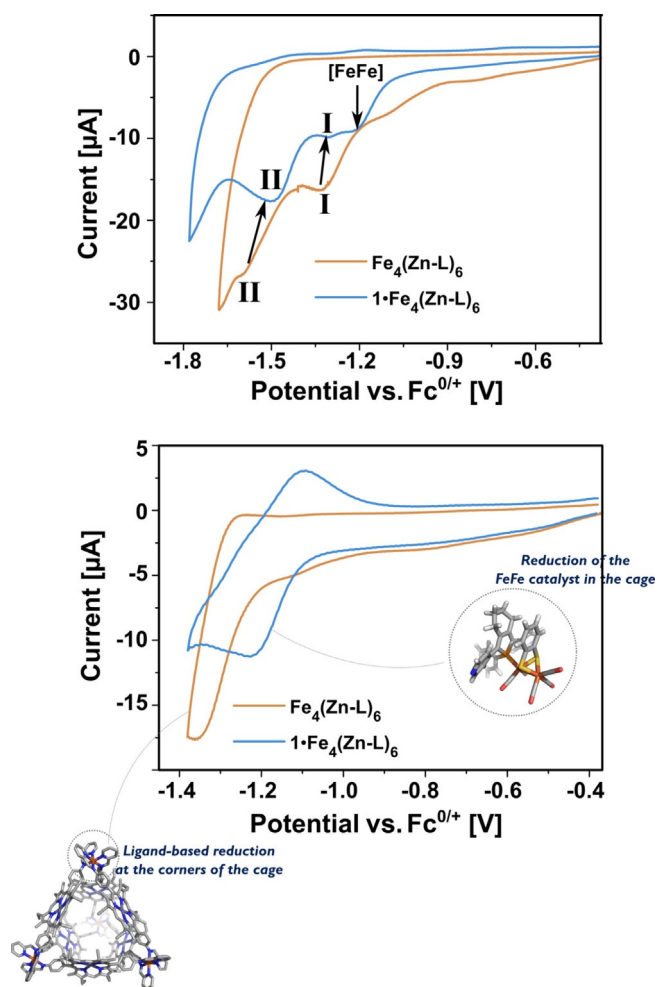 0
-10
-20
-30
Current [µA]
[FeFe]
I
II
I
II
Fe₄(Zn-L)₆
1•Fe₄(Zn-L)₆
-1.8
-1.5
-1.2
-0.9
-0.6
Potential vs. Fc⁰/⁺ [V]
5
0
-5
-10
-15
Current [µA]
Reduction of the
FeFe catalyst in the cage
Fe₄(Zn-L)₆
1•Fe₄(Zn-L)₆
-1.4
-1.2
-1.0
-0.8
-0.6
-0.4
Potential vs. Fc⁰/⁺ [V]
Ligand-based reduction
at the corners of the cage